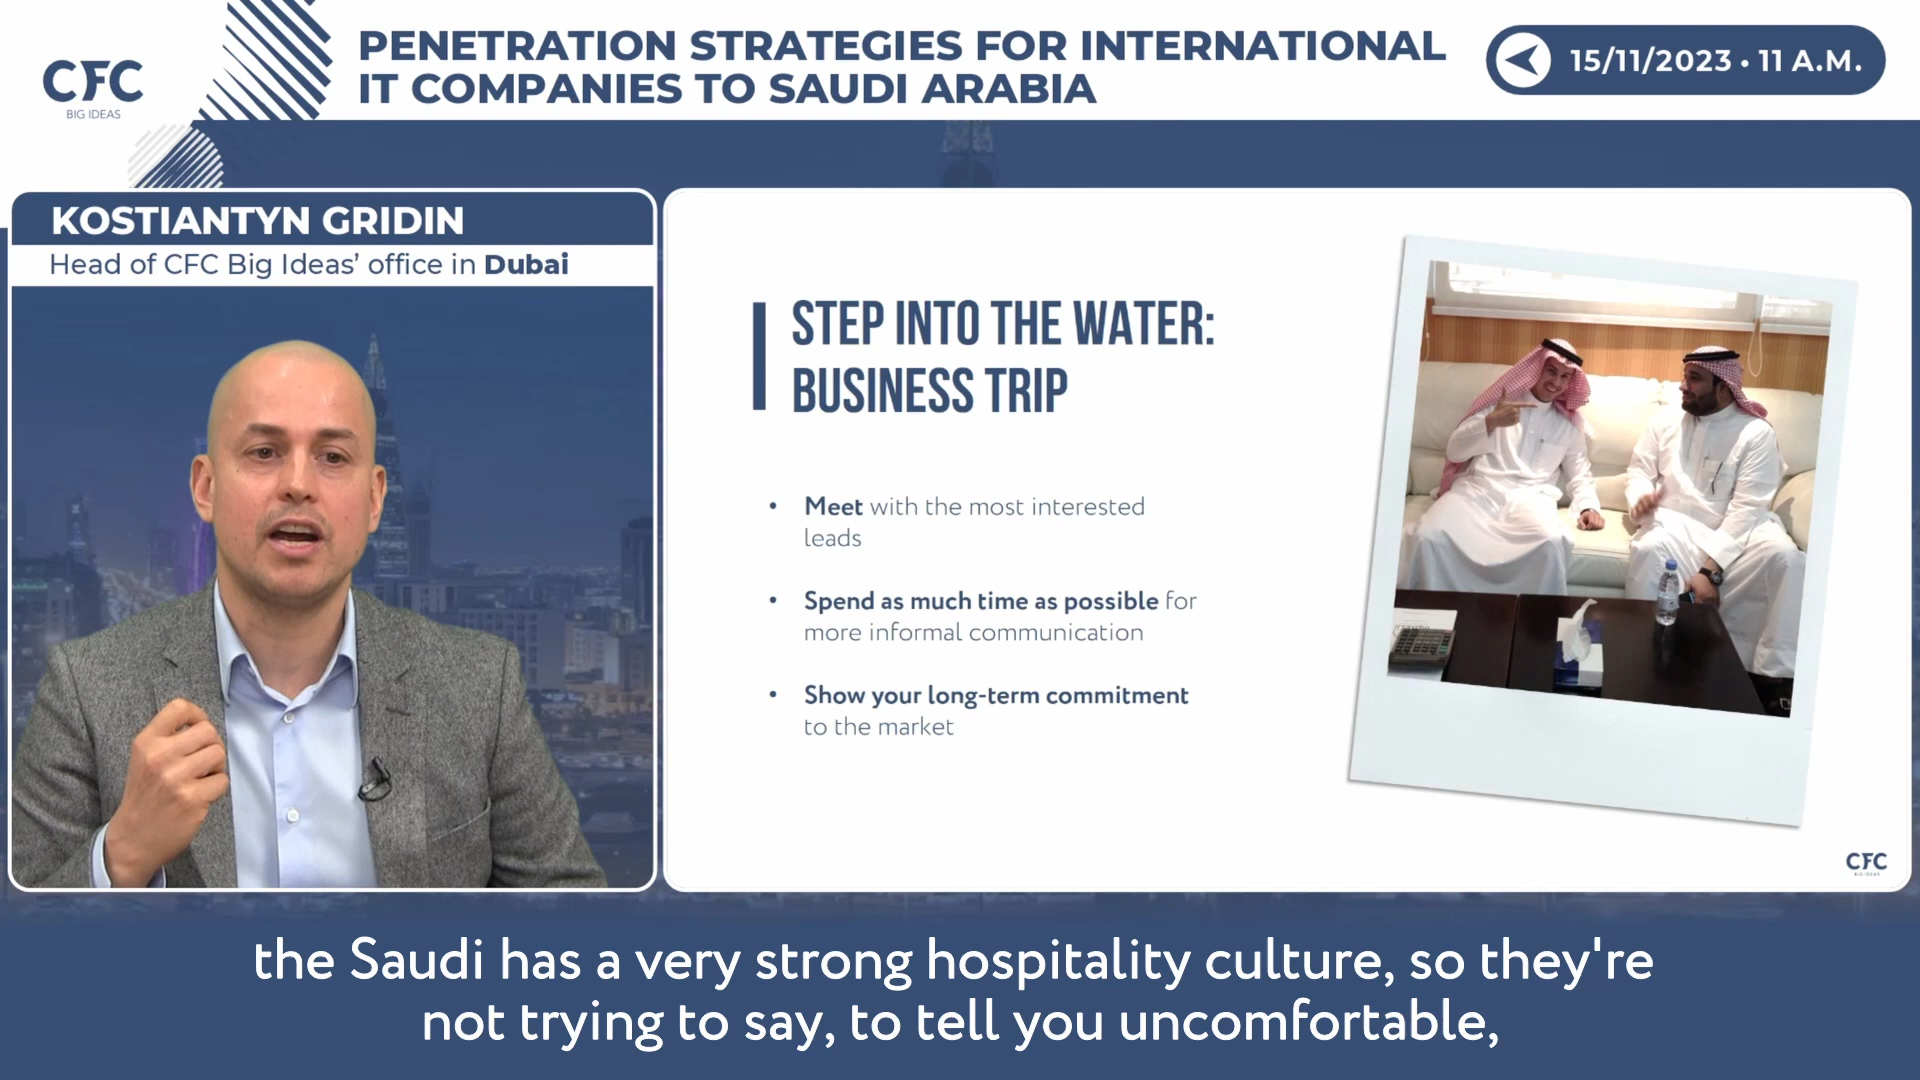 CFC
BIG IDEAS
PENETRATION STRATEGIES FOR INTERNATIONAL
IT COMPANIES TO SAUDI ARABIA
15/11/2023 • 11 A.M.
KOSTIANTYN GRIDIN
Head of CFC Big Ideas’ office in Dubai
STEP INTO THE WATER:
BUSINESS TRIP
• Meet with the most interested
leads
• Spend as much time as possible for
more informal communication
• Show your long-term commitment
to the market
CFC
BIG IDEAS
the Saudi has a very strong hospitality culture, so they're
not trying to say, to tell you uncomfortable,